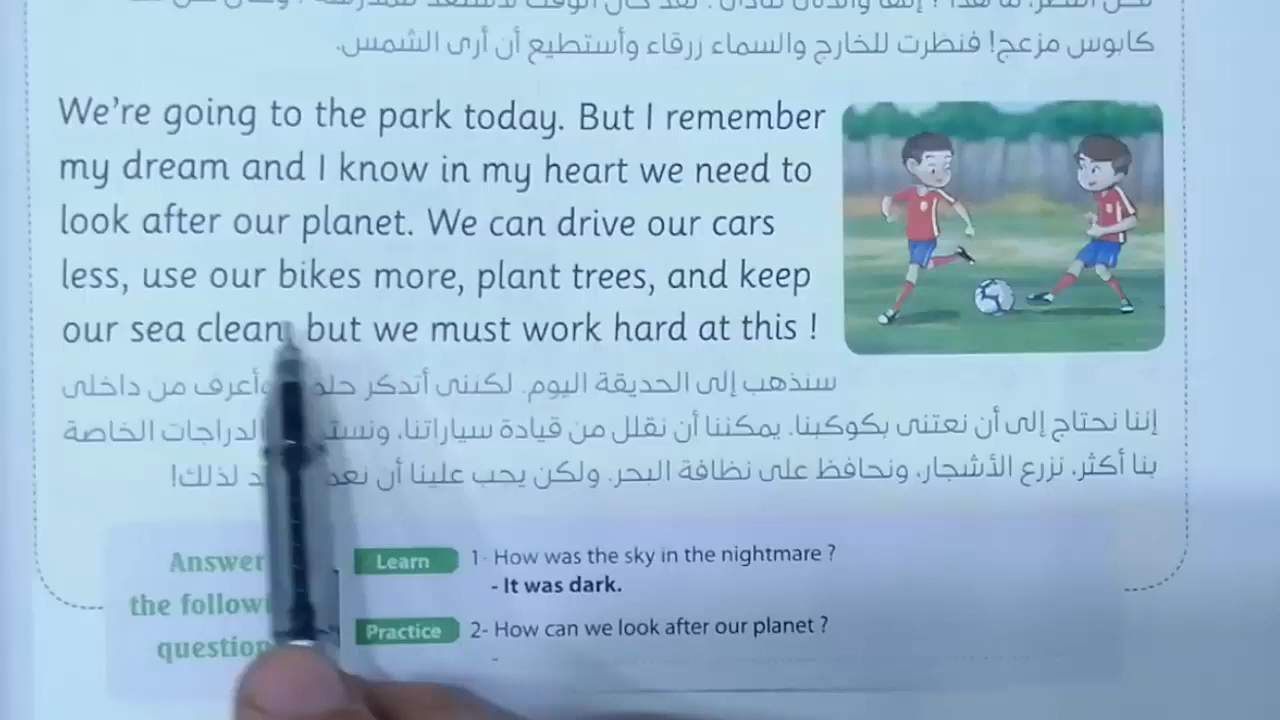 كابوس مزعج! فنظرت للخارج والسماء زرقاء وأستطيع أن أرى الشمس.
We're going to the park today. But I remember
my dream and I know in my heart we need to
look after our planet. We can drive our cars
less, use our bikes more, plant trees, and keep
our sea clean but we must work hard at this !
سنذهب إلى الحديقة اليوم. لكننى أتذكر وأعرف من داخلى
إننا نحتاج إلى أن نعتنى بكوكبنا. يمكننا أن نقلل من قيادة سياراتنا، الدراجات الخاصة
بنا أكثر، نزرع الأشجار، ونحافظ على نظافة البحر. ولكن يجب علينا أن لذلك!
Answer
the
Learn 1- How was the sky in the nightmare ?
- It was dark.
Practice 2- How can we look after our planet ?
-